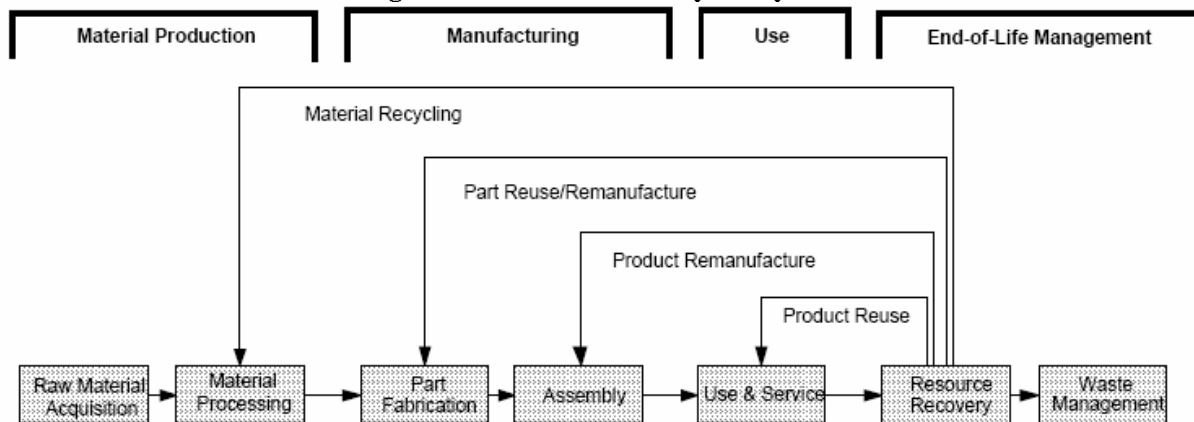 Material Production
Manufacturing
Use
End-of-Life Management
Material Recycling
Part Reuse/Remanufacture
Product Remanufacture
Product Reuse
Raw Material
Acquisition
Material
Processing
Part
Fabrication
Assembly
Use & Service
Resource
Recovery
Waste
Management